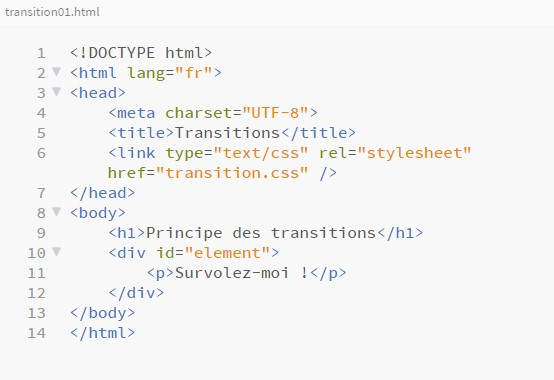 transition01.html
1 <!DOCTYPE html>
2 <html lang="fr">
3 <head>
4 <meta charset="UTF-8">
5 <title>Transitions</title>
6 <link type="text/css" rel="stylesheet"
href="transition.css" />
7 </head>
8 <body>
9 <h1>Principe des transitions</h1>
10 <div id="element">
11 <p>Survolez-moi !</p>
12 </div>
13 </body>
14 </html>